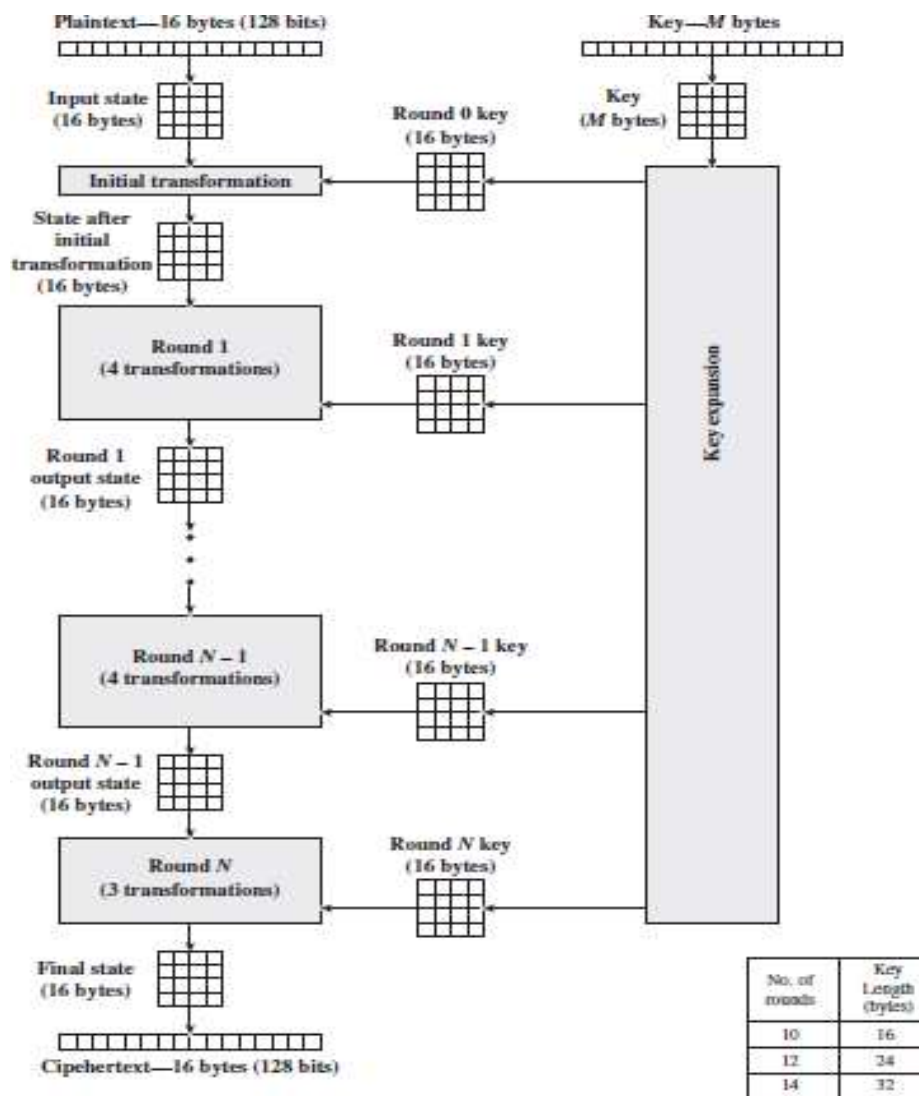 Plaintext—16 bytes (128 bits)
Key—M bytes
Input state
(16 bytes)
Round 0 key
(16 bytes)
Key
(M bytes)
Initial transformation
State after
initial
transformation
(16 bytes)
Round 1
(4 transformations)
Round 1 key
(16 bytes)
Key expansion
Round 1
output state
(16 bytes)
Round N – 1
(4 transformations)
Round N – 1 key
(16 bytes)
Round N – 1
output state
(16 bytes)
Round N
(3 transformations)
Round N key
(16 bytes)
Final state
(16 bytes)
Cipehertext—16 bytes (128 bits)
No. of
rounds
Key
Length
(bytes)
10 16
12 24
14 32